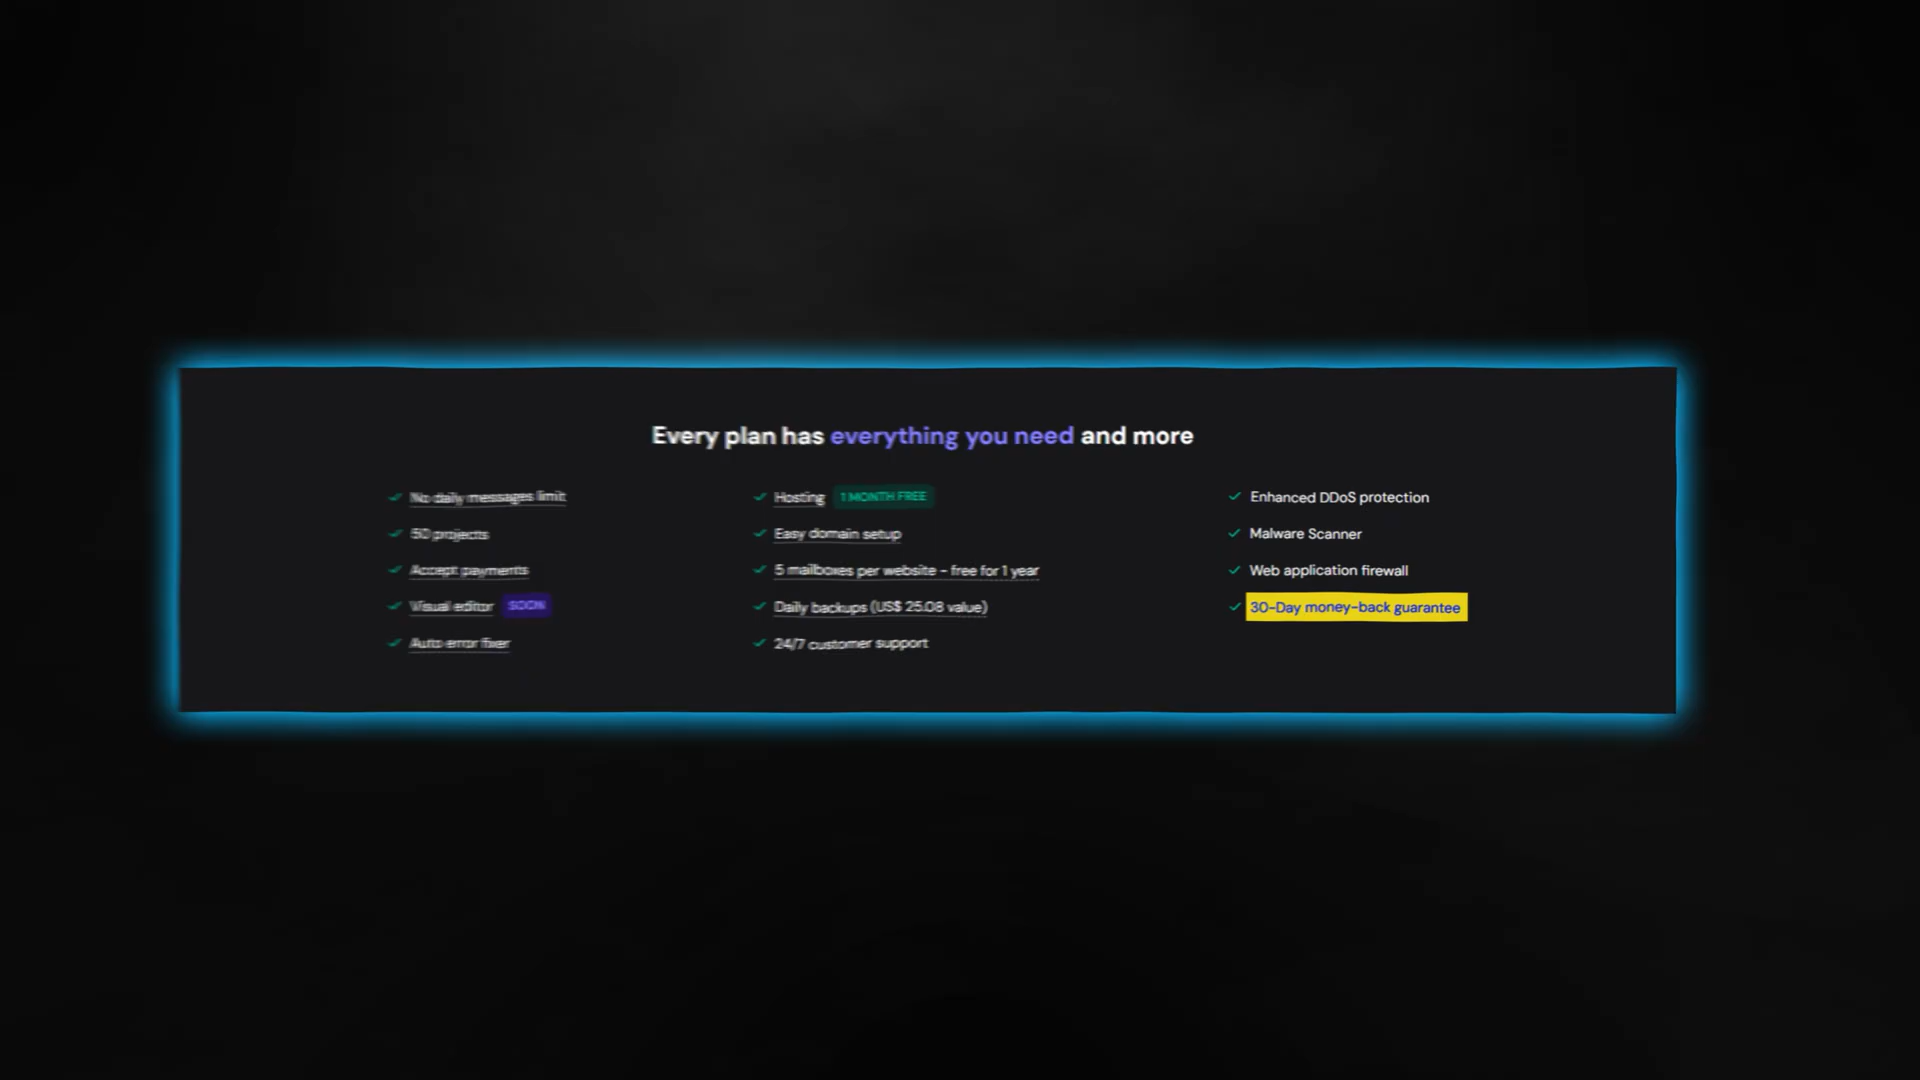 Every plan has everything you need and more
No daily messages limit
50 projects
Accept payments
Visual editor SOON
Auto error fixer
Hosting 1 MONTH FREE
Easy domain setup
5 mailboxes per website - free for 1 year
Daily backups (US$ 25.08 value)
24/7 customer support
Enhanced DDoS protection
Malware Scanner
Web application firewall
30-Day money-back guarantee